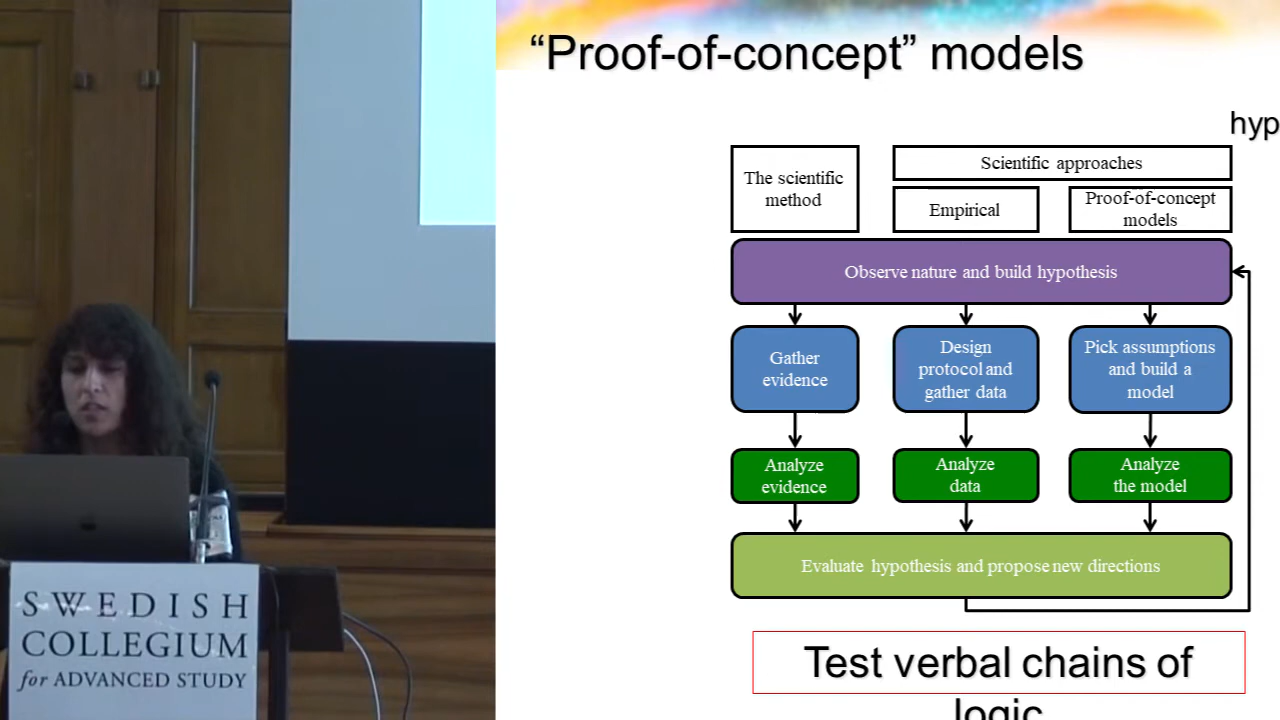 “Proof-of-concept” models
hyp
The scientific
method
Scientific approaches
Empirical
Proof-of-concept
models
Observe nature and build hypothesis
Gather
evidence
Design
protocol and
gather data
Pick assumptions
and build a
model
Analyze
evidence
Analyze
data
Analyze
the model
Evaluate hypothesis and propose new directions
Test verbal chains of
logic
SWEDISH
COLLEGIUM
for ADVANCED STUDY